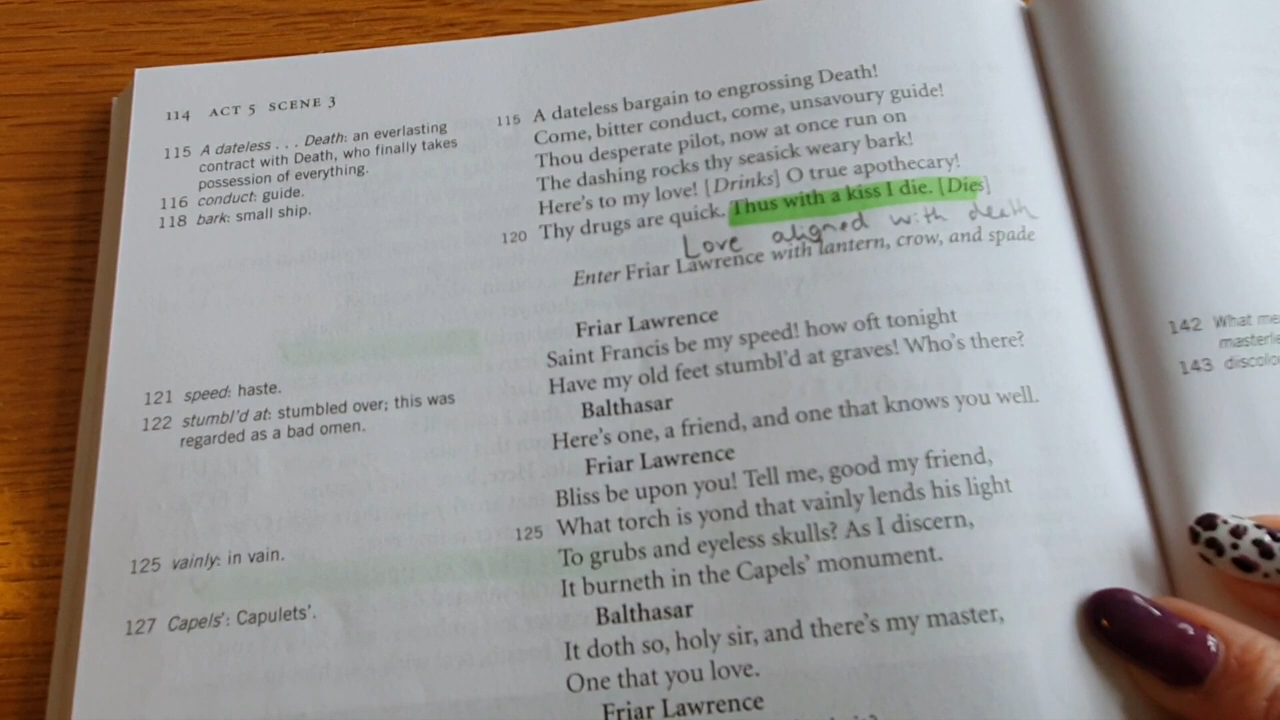 114 ACT 5 SCENE 3
115 A dateless . . . Death: an everlasting
contract with Death, who finally takes
possession of everything.
116 conduct: guide.
118 bark: small ship.
121 speed: haste.
122 stumbl'd at: stumbled over; this was
regarded as a bad omen.
125 vainly: in vain.
127 Capels': Capulets'.
115 A dateless bargain to engrossing Death!
Come, bitter conduct, come, unsavoury guide!
Thou desperate pilot, now at once run on
The dashing rocks thy seasick weary bark!
Here's to my love! [Drinks] O true apothecary!
120 Thy drugs are quick. Thus with a kiss I die. [Dies]
Love aligned with death
Enter Friar Lawrence with lantern, crow, and spade
Friar Lawrence
Saint Francis be my speed! how oft tonight
Have my old feet stumbl'd at graves! Who's there?
Balthasar
Here's one, a friend, and one that knows you well.
Friar Lawrence
Bliss be upon you! Tell me, good my friend,
125 What torch is yond that vainly lends his light
To grubs and eyeless skulls? As I discern,
It burneth in the Capels' monument.
Balthasar
It doth so, holy sir, and there's my master,
One that you love.
Friar Lawrence
142 What
143